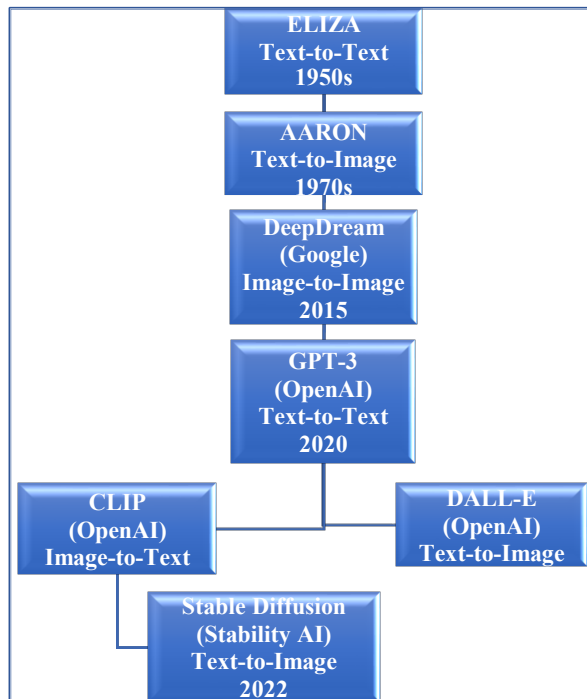 ELIZA
Text-to-Text
1950s
AARON
Text-to-Image
1970s
DeepDream
(Google)
Image-to-Image
2015
GPT-3
(OpenAI)
Text-to-Text
2020
CLIP
(OpenAI)
Image-to-Text
DALL-E
(OpenAI)
Text-to-Image
Stable Diffusion
(Stability AI)
Text-to-Image
2022